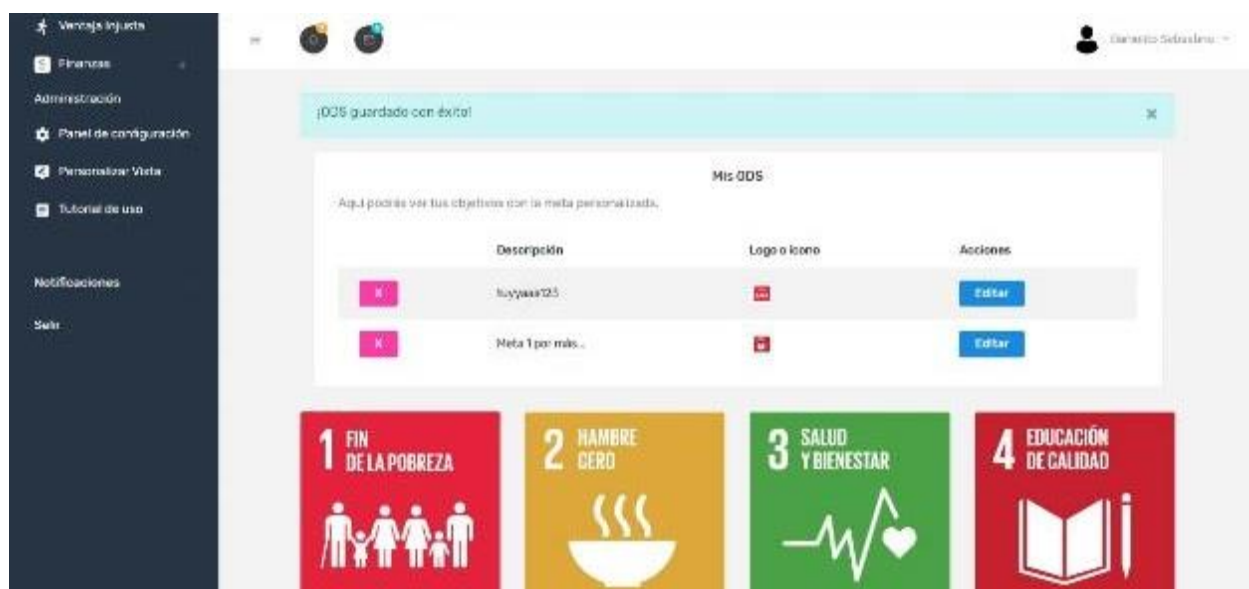 Ventaja Injusta
Finanzas
Administración
Panel de configuración
Personalizar Vista
Tutorial de uso
Notificaciones
Salir
¡ODS guardado con éxito!
×
Mis ODS
Aquí podrás ver tus objetivos con la meta personalizada.
Descripción Logo o icono Acciones
X Editar
X Meta 1 por más... Editar
1 FIN
DE LA POBREZA
2 HAMBRE
CERO
3 SALUD
Y BIENESTAR
4 EDUCACIÓN
DE CALIDAD